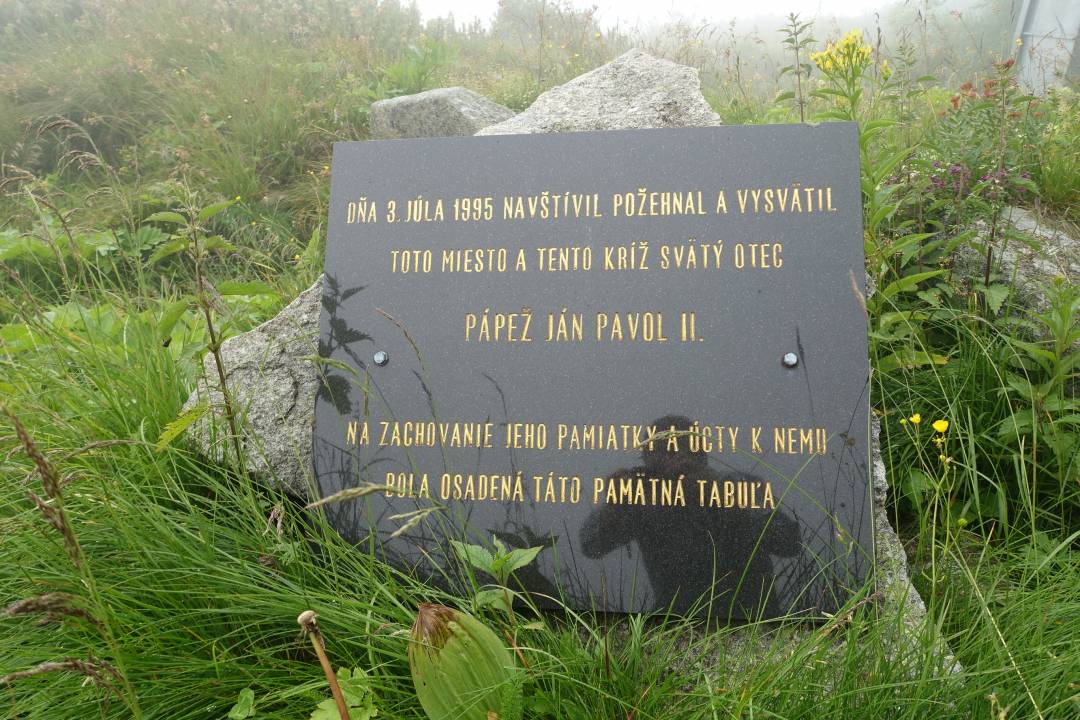 DŇA 3. JÚLA 1995 NAVŠTÍVIL POŽEHNAL A VYSVÄTIL
TOTO MIESTO A TENTO KRÍŽ SVÄTÝ OTEC
PÁPEŽ JÁN PAVOL II.
NA ZACHOVANIE JEHO PAMIATKY A ÚCTY K NEMU
BOLA OSADENÁ TÁTO PAMÄTNÁ TABUĽA